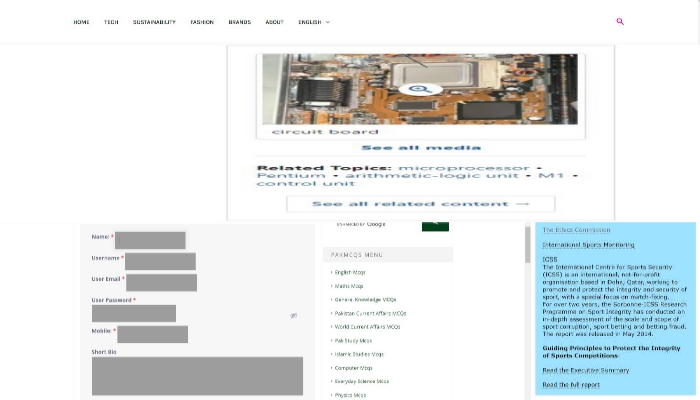 HOME TECH SUSTAINABILITY FASHION BRANDS ABOUT ENGLISH
circuit board
See all media
Related Topics: microprocessor •
Pentium • arithmetic-logic unit • M1 •
control unit
See all related content →
Name: *
Username *
User Email *
User Password *
Mobile: *
Short Bio
ENHANCED BY Google
PAKMCQS MENU
› English Mcqs
› Maths Mcqs
› General Knowledge MCQs
› Pakistan Current Affairs MCQs
› World Current Affairs MCQs
› Pak Study Mcqs
› Islamic Studies Mcqs
› Computer Mcqs
› Everyday Science Mcqs
› Physics Mcqs
The Ethics Commission
International Sports Monitoring
ICSS
The International Centre for Sports Security
(ICSS) is an international, not-for-profit
organisation based in Doha, Qatar, working to
promote and protect the integrity and security of
sport, with a special focus on match-fixing.
For over two years, the Sorbonne-ICSS Research
Programme on Sport Integrity has conducted an
in-depth assessment of the scale and scope of
sport corruption, sport betting and betting fraud.
The report was released in May 2014.
Guiding Principles to Protect the Integrity
of Sports Competitions
Read the Executive Summary
Read the full report